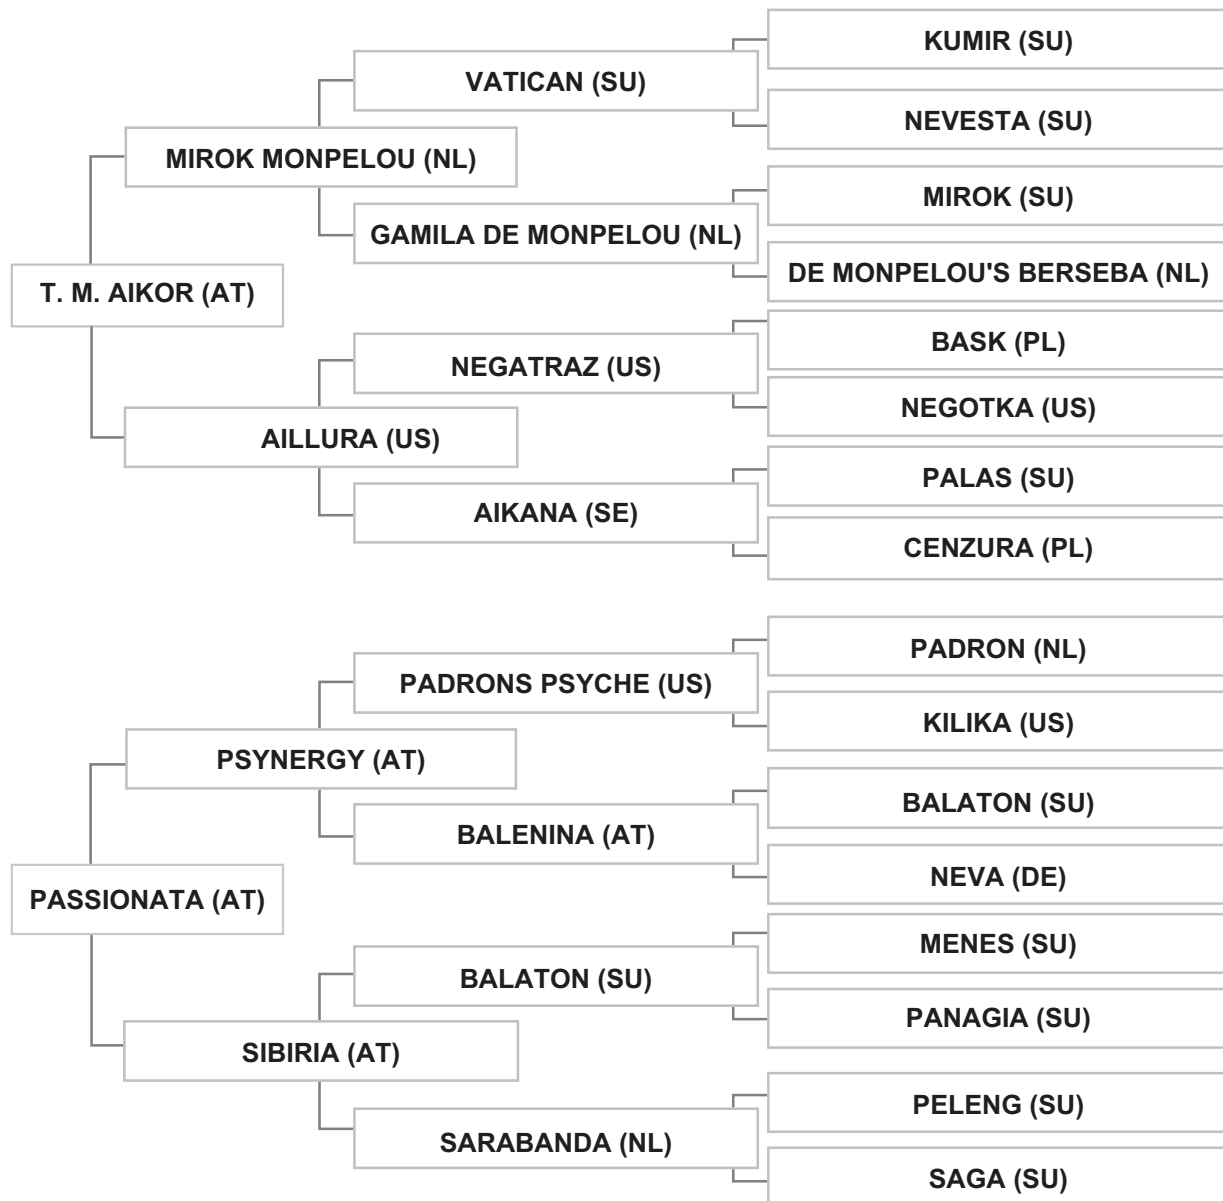 KUMIR (SU)
VATICAN (SU)
NEVESTA (SU)
MIROK MONPELOU (NL)
MIROK (SU)
GAMILA DE MONPELOU (NL)
DE MONPELOU'S BERSEBA (NL)
T. M. AIKOR (AT)
BASK (PL)
NEGATRAZ (US)
NEGOTKA (US)
AILLURA (US)
PALAS (SU)
AIKANA (SE)
CENZURA (PL)
PADRON (NL)
PADRONS PSYCHE (US)
KILIKA (US)
PSYNERGY (AT)
BALATON (SU)
BALENINA (AT)
NEVA (DE)
PASSIONATA (AT)
MENES (SU)
BALATON (SU)
PANAGIA (SU)
SIBIRIA (AT)
PELENG (SU)
SARABANDA (NL)
SAGA (SU)